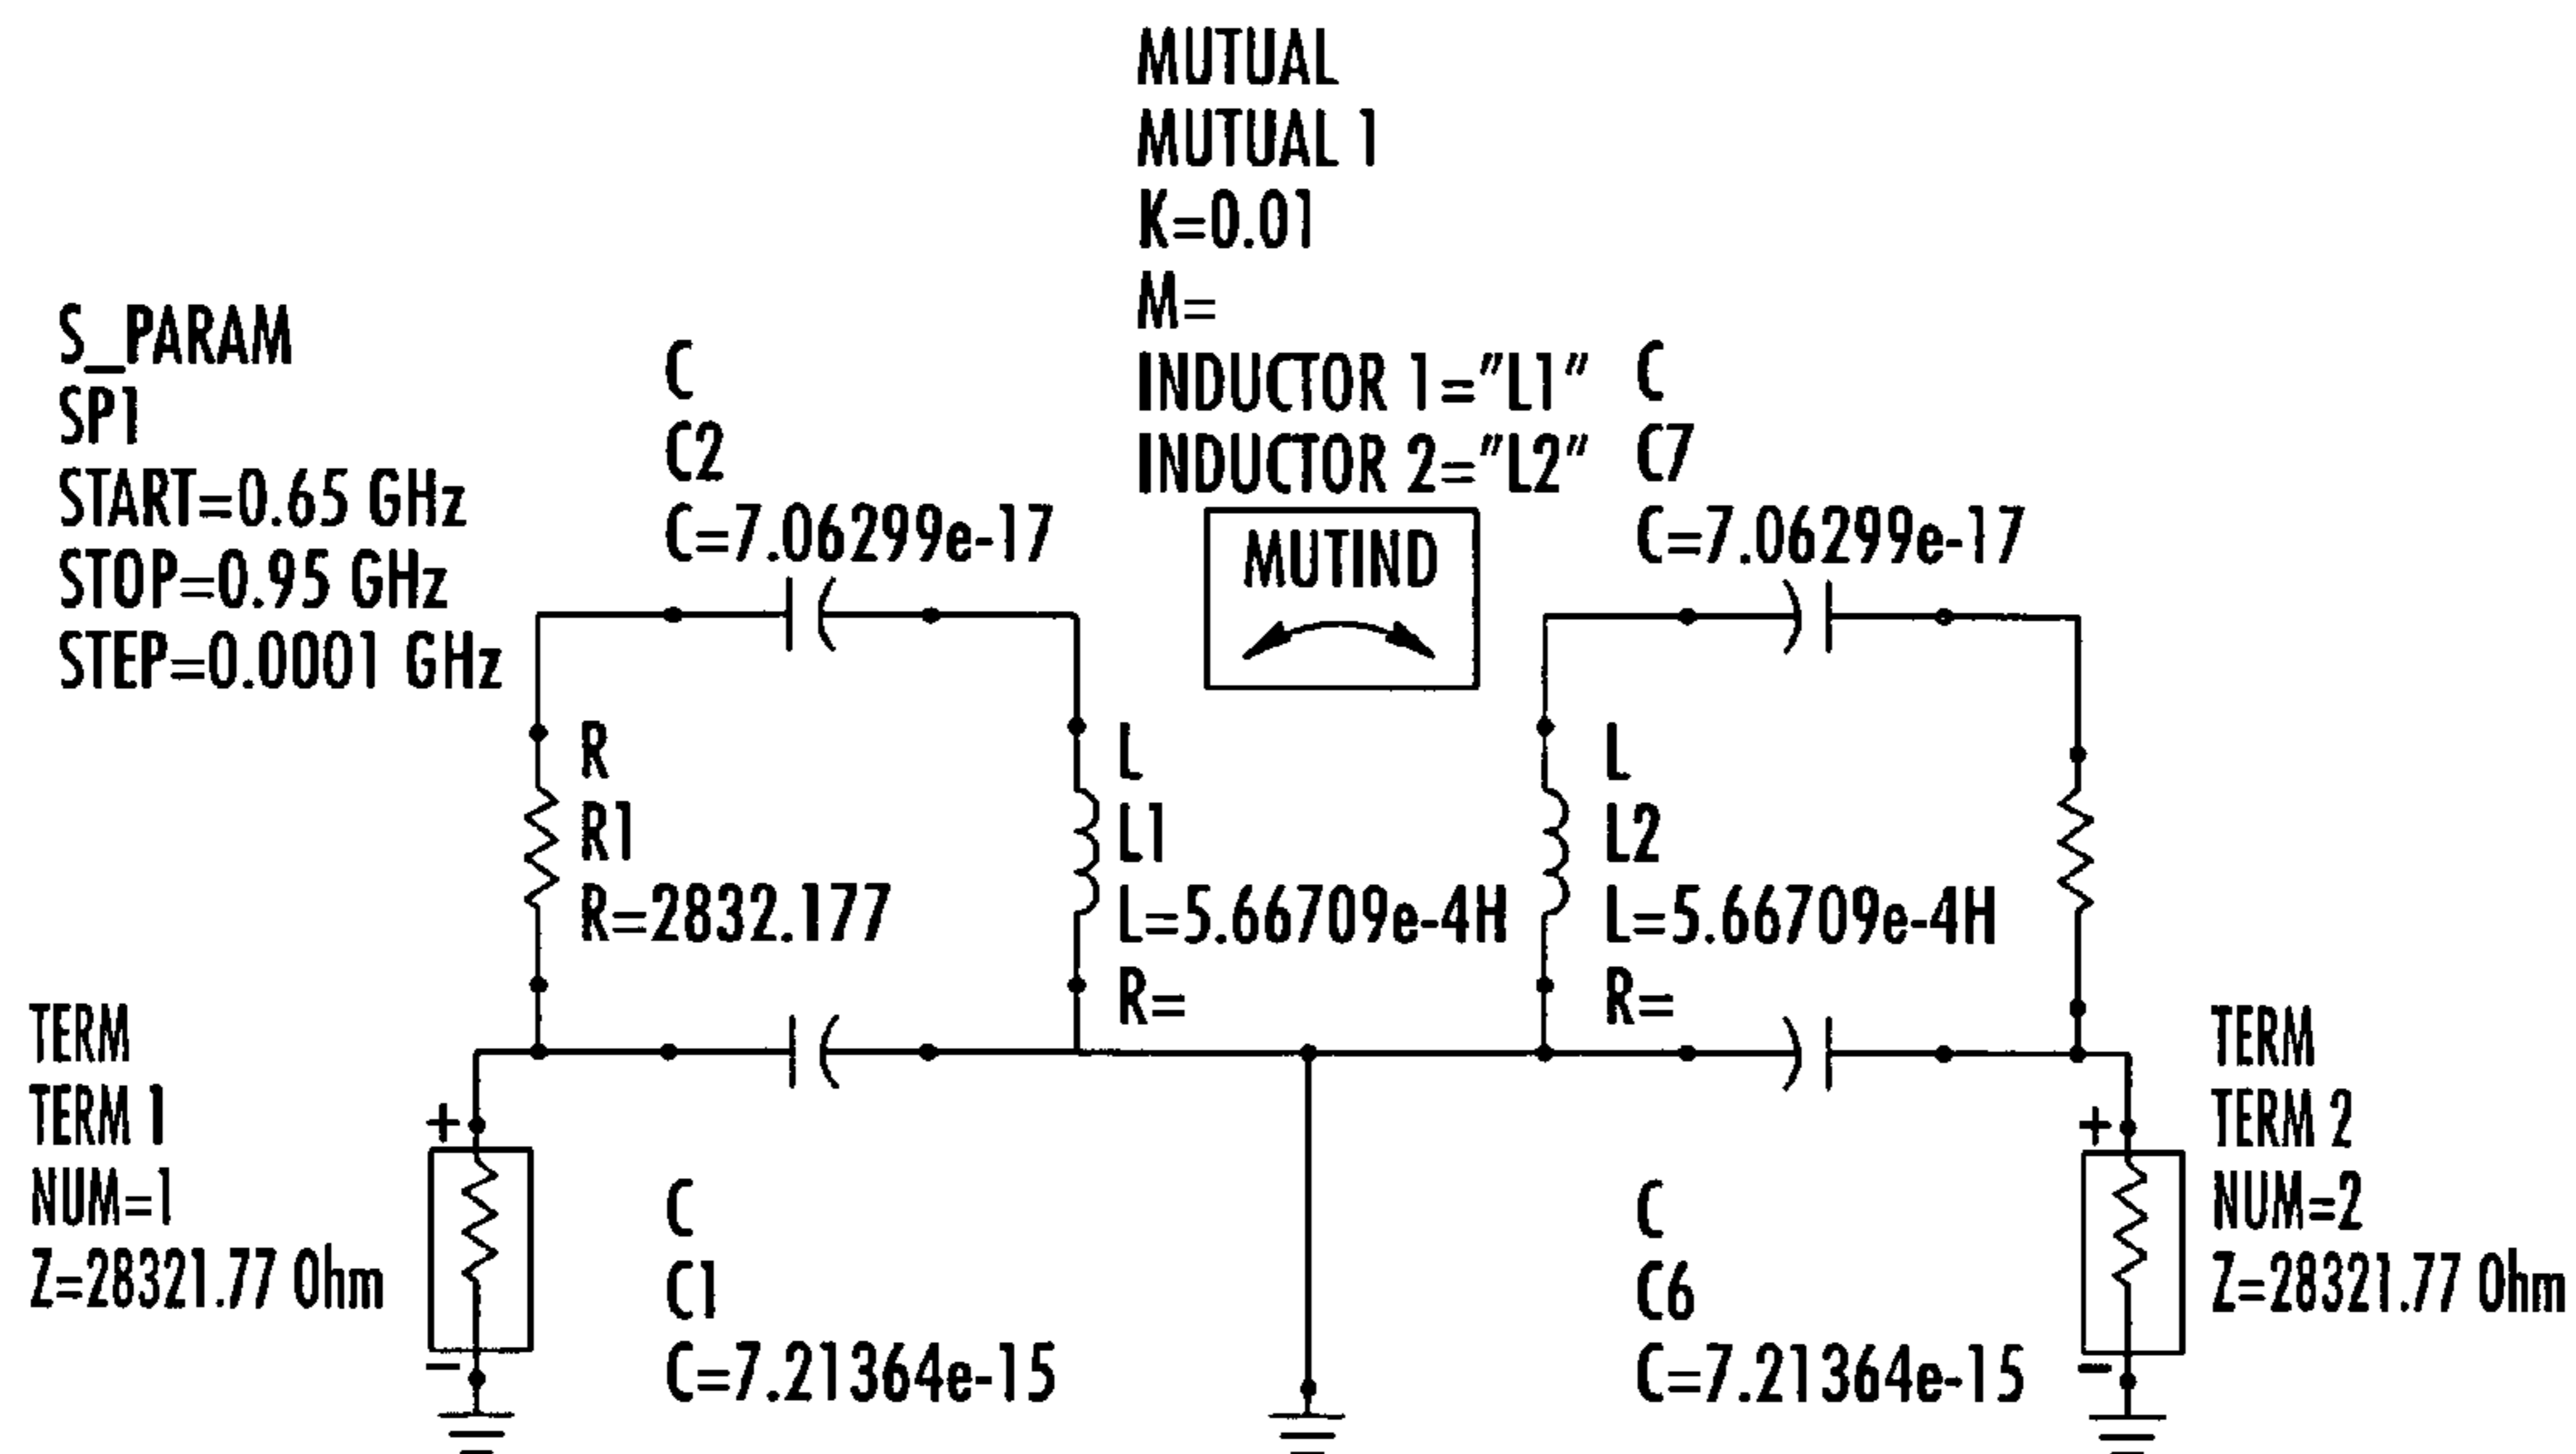 MUTUAL
MUTUAL 1
K=0.01
M=
INDUCTOR 1="L1"
INDUCTOR 2="L2"
S_PARAM
SP1
START=0.65 GHz
STOP=0.95 GHz
STEP=0.0001 GHz
C
C2
C=7.06299e-17
MUTIND
C
C7
C=7.06299e-17
R
R1
R=2832.177
L
L1
L=5.66709e-4H
R=
L
L2
L=5.66709e-4H
R=
TERM
TERM 1
NUM=1
Z=28321.77 Ohm
+
−
C
C1
C=7.21364e-15
C
C6
C=7.21364e-15
+
−
TERM
TERM 2
NUM=2
Z=28321.77 Ohm